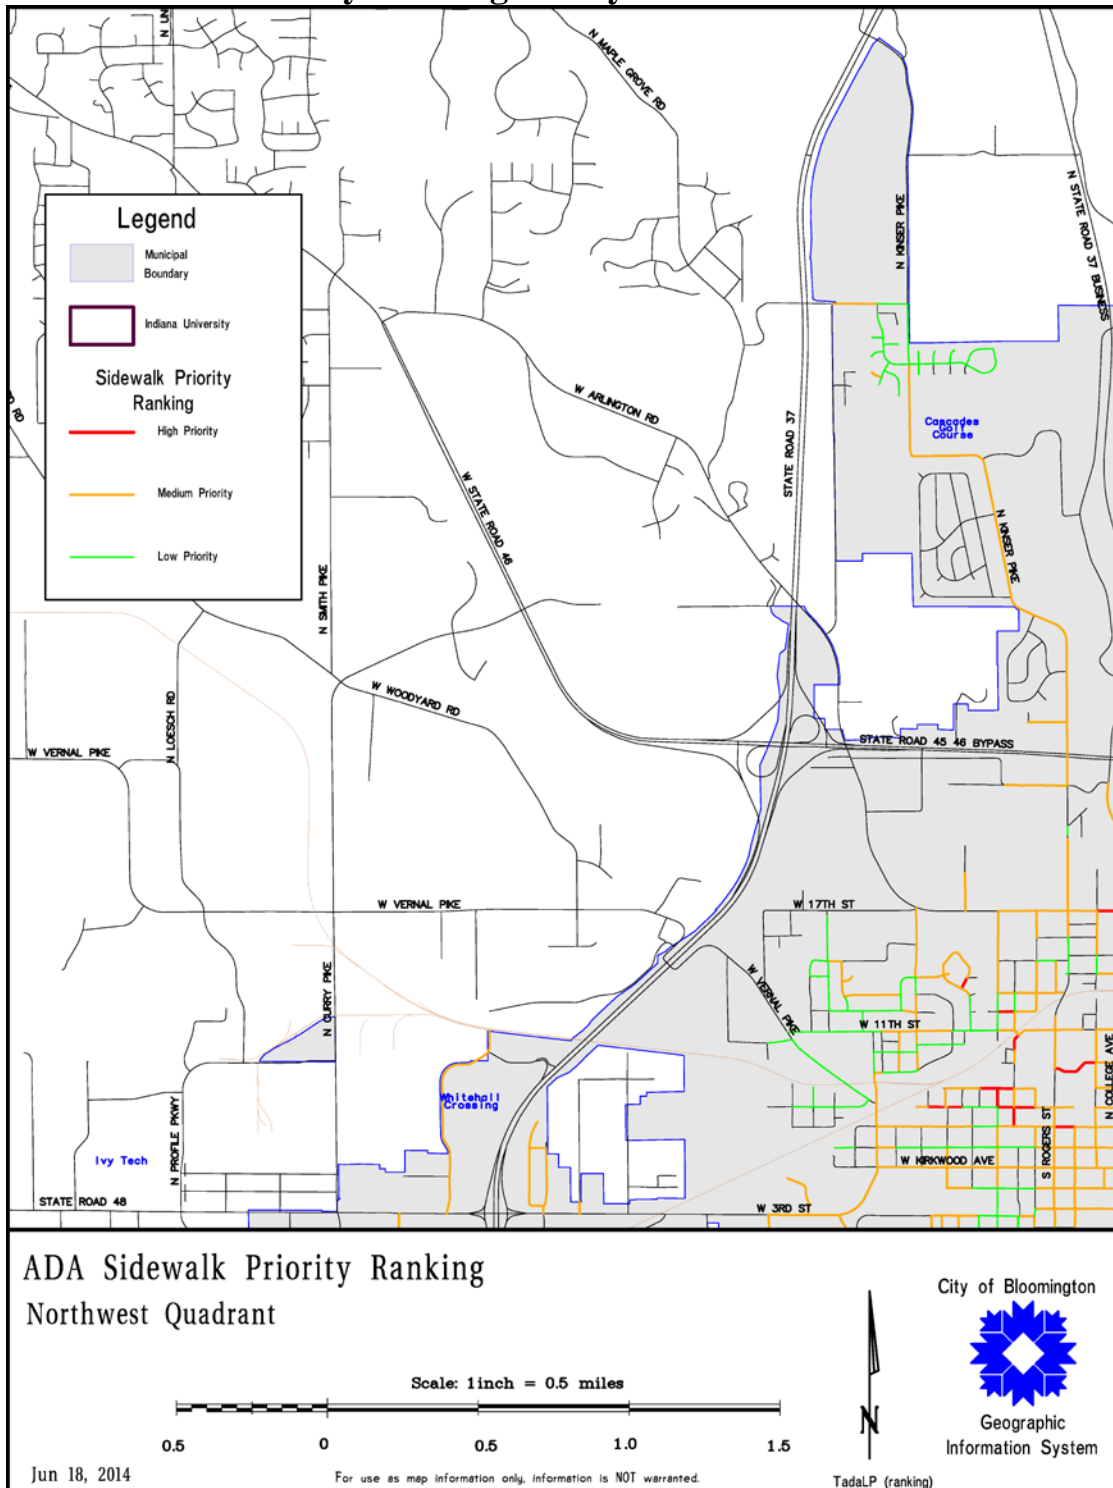 N MAPLE GROVE RD
N STATE ROAD 37 BUSINESS
N KINSER PIKE
Legend
Municipal
Boundary
Indiana University
Sidewalk Priority
Ranking
High Priority
Medium Priority
Low Priority
W ARLINGTON RD
STATE ROAD 37
Cascades
Golf
Course
W STATE ROAD 46
N KINSER PIKE
N SMITH PIKE
W WOODYARD RD
N LOESCH RD
W VERNAL PIKE
STATE ROAD 45 46 BYPASS
W VERNAL PIKE
W 17TH ST
W VERNAL PIKE
N CURRY PIKE
W 11TH ST
N COLLEGE AVE
Whitehall
Crossing
S ROGERS ST
N PROFILE PKWY
Ivy Tech
W KIRKWOOD AVE
STATE ROAD 48
W 3RD ST
ADA Sidewalk Priority Ranking
Northwest Quadrant
City of Bloomington
Scale: 1 inch = 0.5 miles
N
0.5 0 0.5 1.0 1.5
Geographic
Information System
Jun 18, 2014
For use as map information only, information is NOT warranted.
TadaLP (ranking)